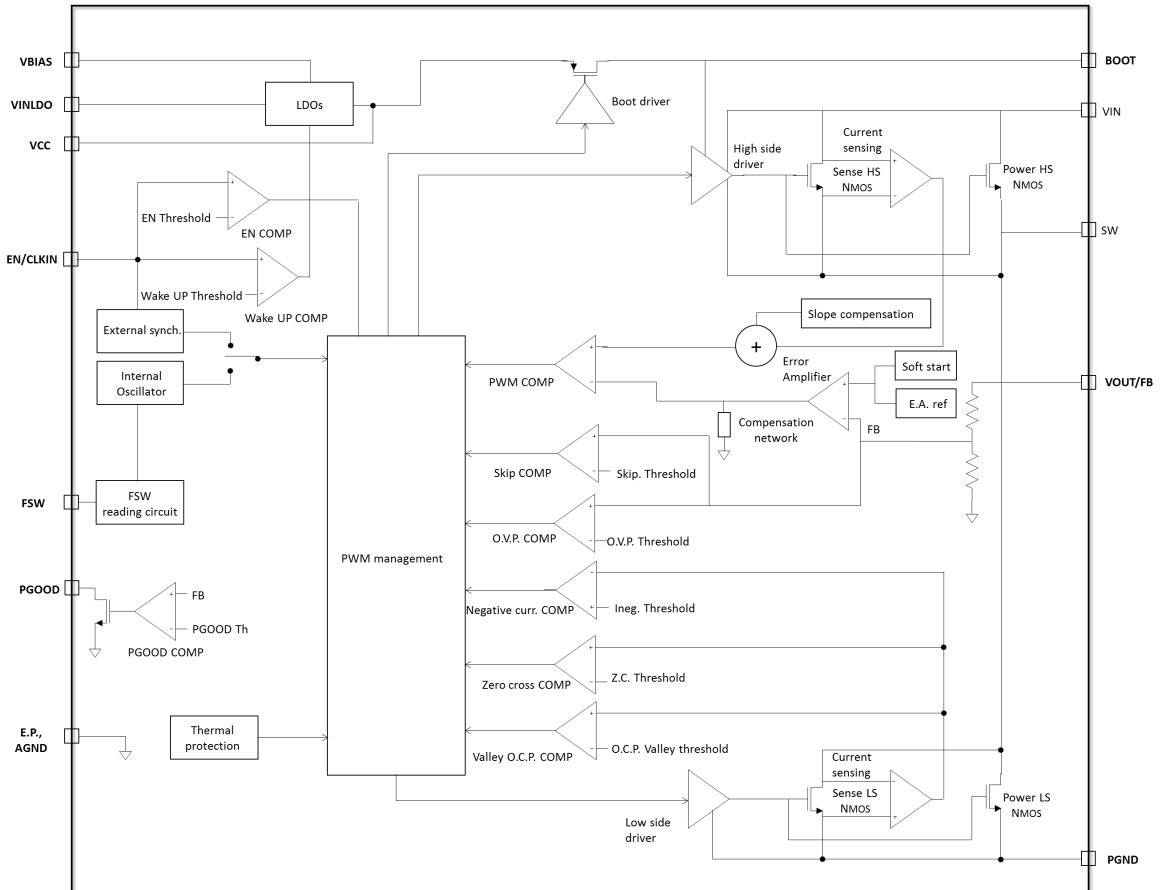 VBIAS
BOOT
VINLDO
LDOs
Boot driver
VIN
VCC
High side
driver
Current
sensing
Sense HS
NMOS
+
-
Power HS
NMOS
+
EN Threshold -
EN COMP
SW
EN/CLKIN
+
Wake UP Threshold -
Wake UP COMP
External synch.
Slope compensation
+
+
-
PWM COMP
Error
Amplifier
Soft start
E.A. ref
+
-
FB
VOUT/FB
Internal
Oscillator
Compensation
network
+
-
Skip COMP
Skip. Threshold
FSW
FSW
reading circuit
+
-
O.V.P. COMP
O.V.P. Threshold
PWM management
PGOOD
+
FB
-
PGOOD Th
PGOOD COMP
-
+
Negative curr. COMP
Ineg. Threshold
+
-
Zero cross COMP
Z.C. Threshold
E.P.,
AGND
Thermal
protection
+
-
Valley O.C.P. COMP
O.C.P. Valley threshold
Low side
driver
Current
sensing
Sense LS
NMOS
-
+
Power LS
NMOS
PGND